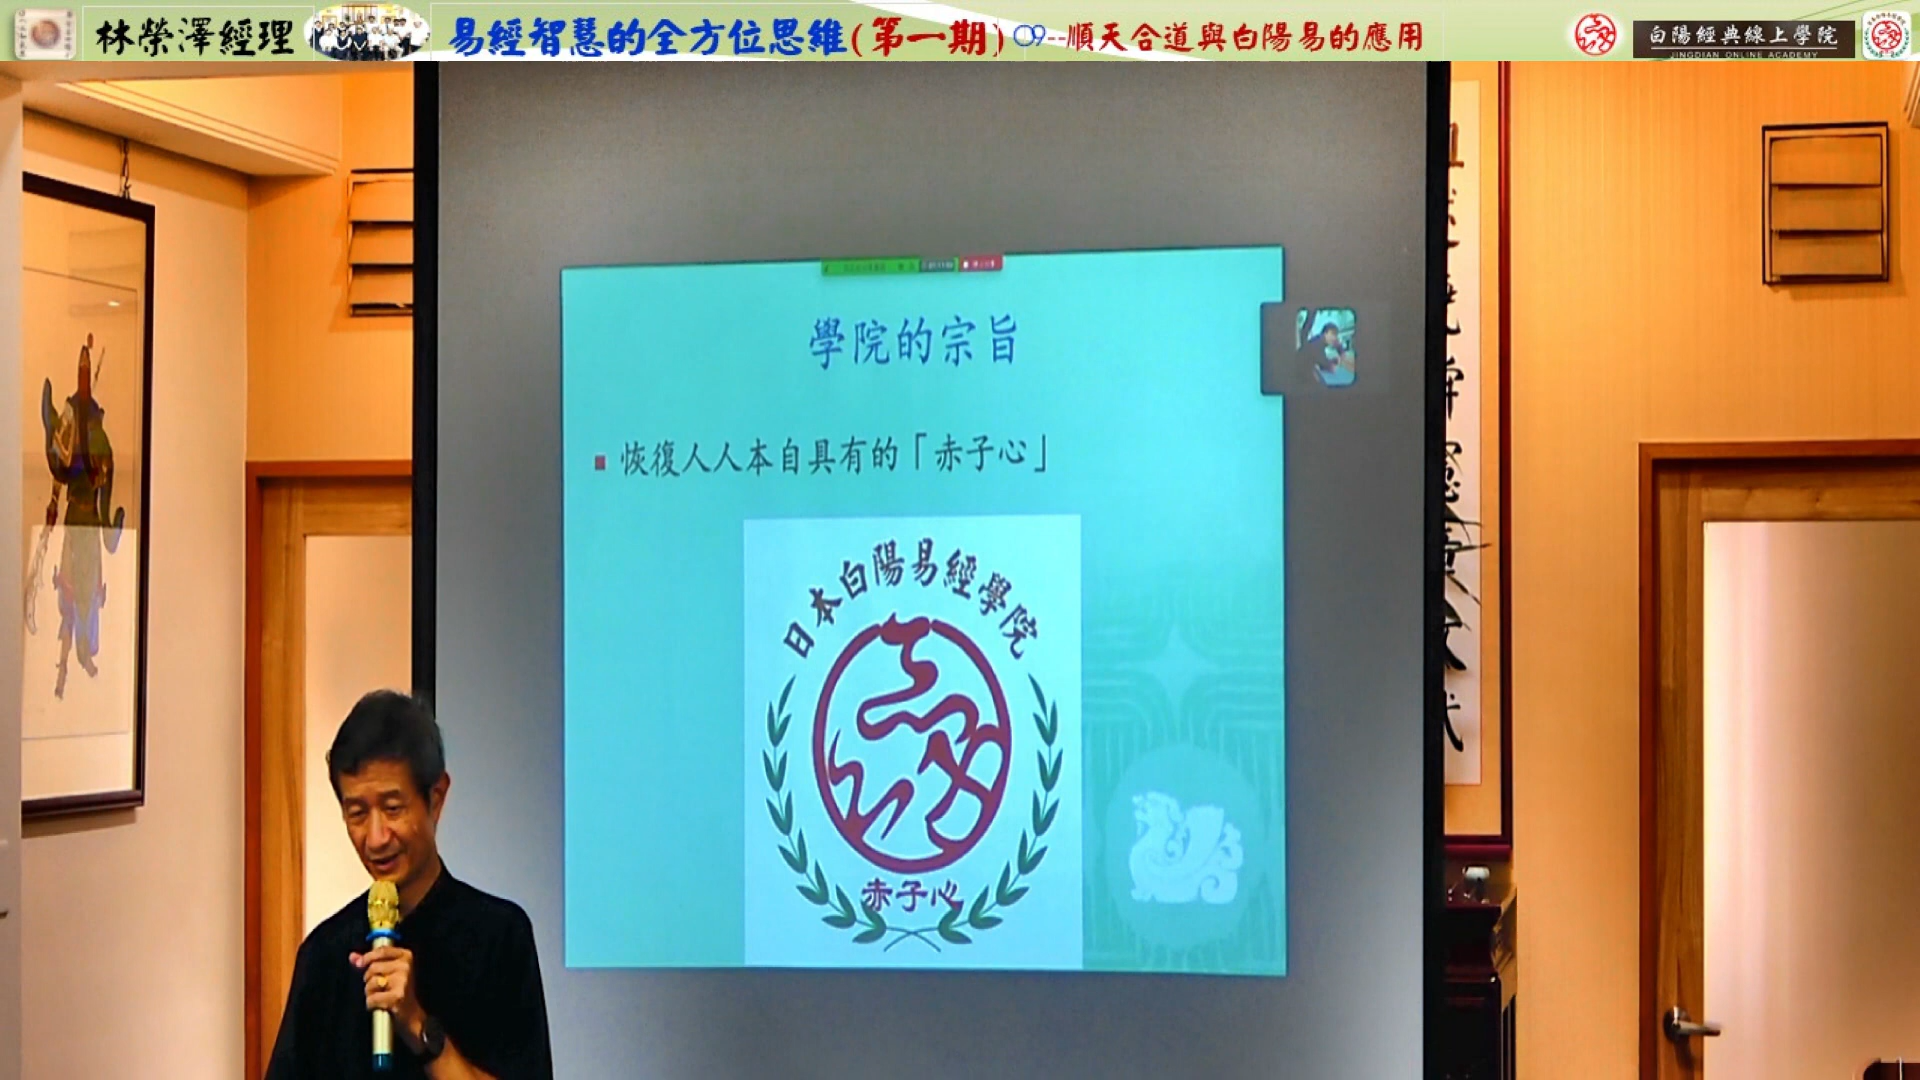 林榮澤經理 易經智慧的全方位思維(第一期) 09--順天合道與白陽易的應用 白陽經典線上學院
JINGDIAN ONLINE ACADEMY
學院的宗旨
恢復人人本自具有的「赤子心」
日本白陽易經學院
赤子心